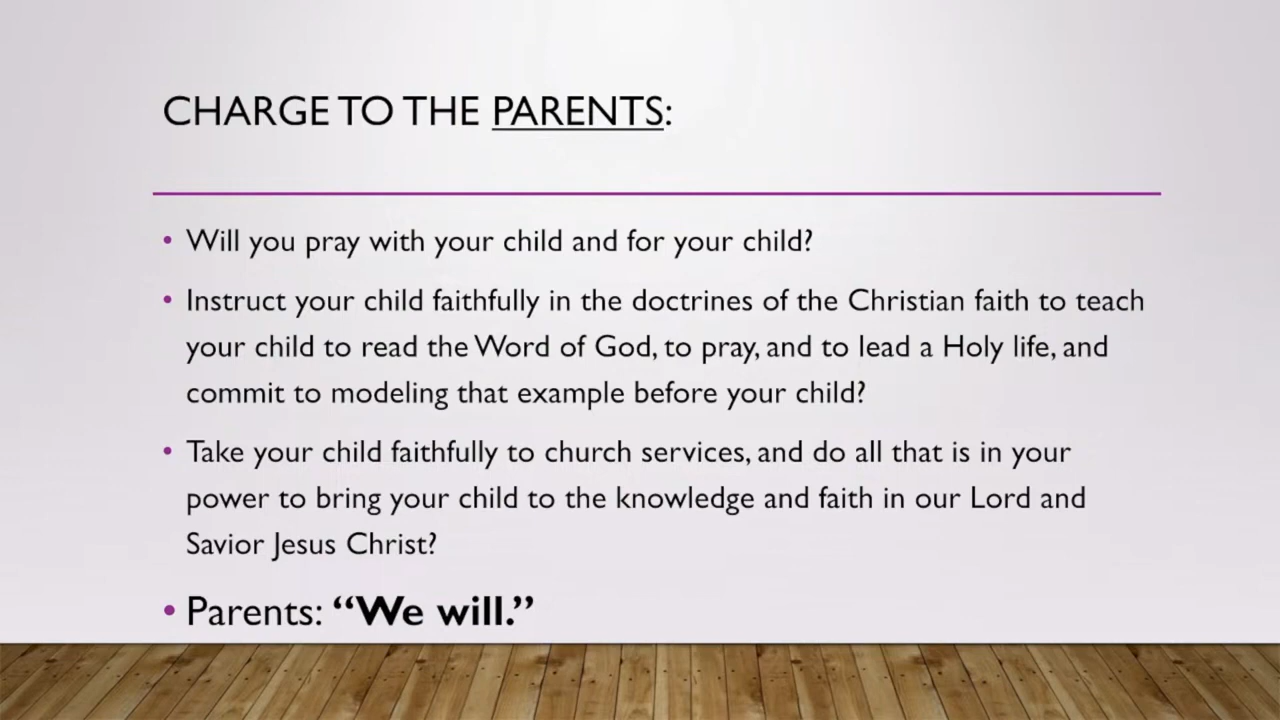 CHARGE TO THE PARENTS:
• Will you pray with your child and for your child?
• Instruct your child faithfully in the doctrines of the Christian faith to teach
your child to read the Word of God, to pray, and to lead a Holy life, and
commit to modeling that example before your child?
• Take your child faithfully to church services, and do all that is in your
power to bring your child to the knowledge and faith in our Lord and
Savior Jesus Christ?
• Parents: “We will.”